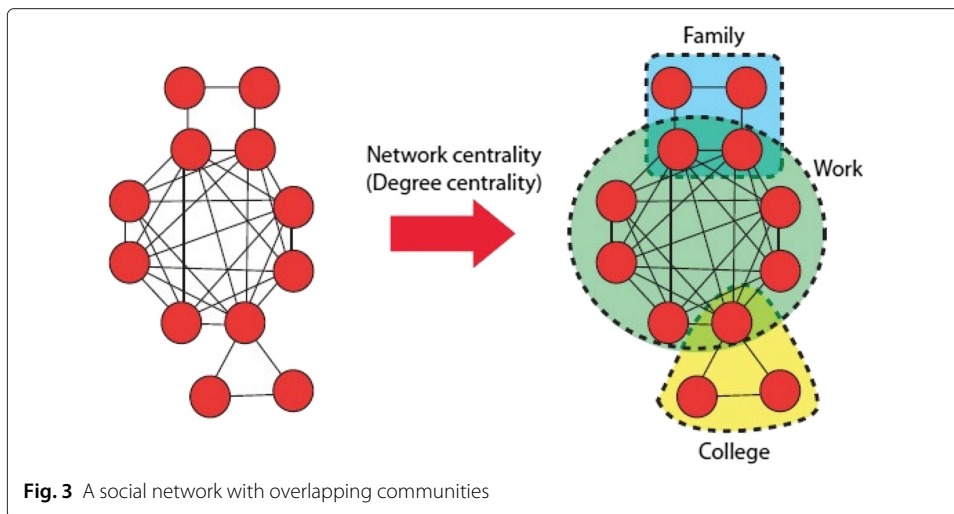 Family
Network centrality
(Degree centrality)
Work
College
Fig. 3 A social network with overlapping communities